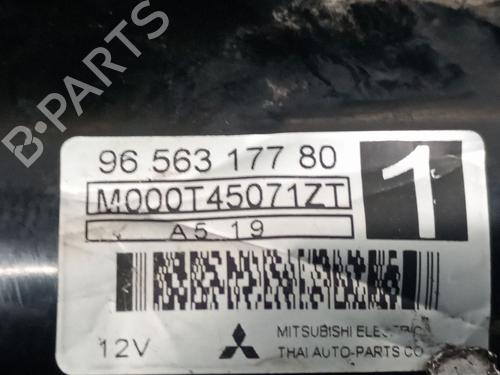 B-PARTS
96 563 177 80
M000T45071ZT
1
A5 19
12V
MITSUBISHI ELECTRIC
THAI AUTO-PARTS CO